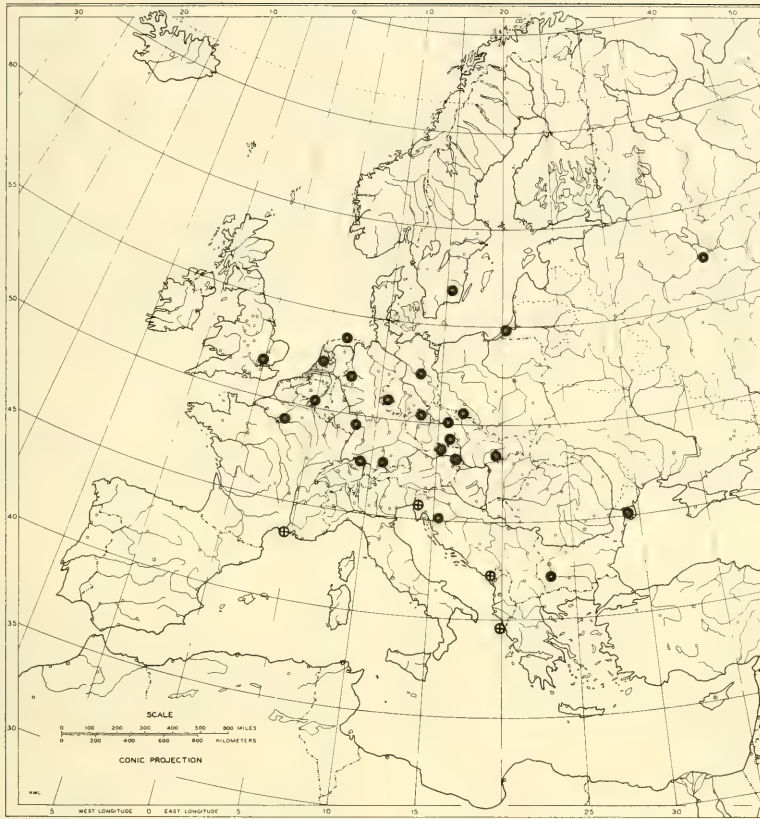 30 20 10 0 10 20 30 40 50
60
55
50
45
40
35
30
SCALE
0 100 200 300 400 500 600 MILES
0 200 400 600 800 KILOMETERS
CONIC PROJECTION
HML
5 WEST LONGITUDE 0 EAST LONGITUDE 5 10 15 20 25 30